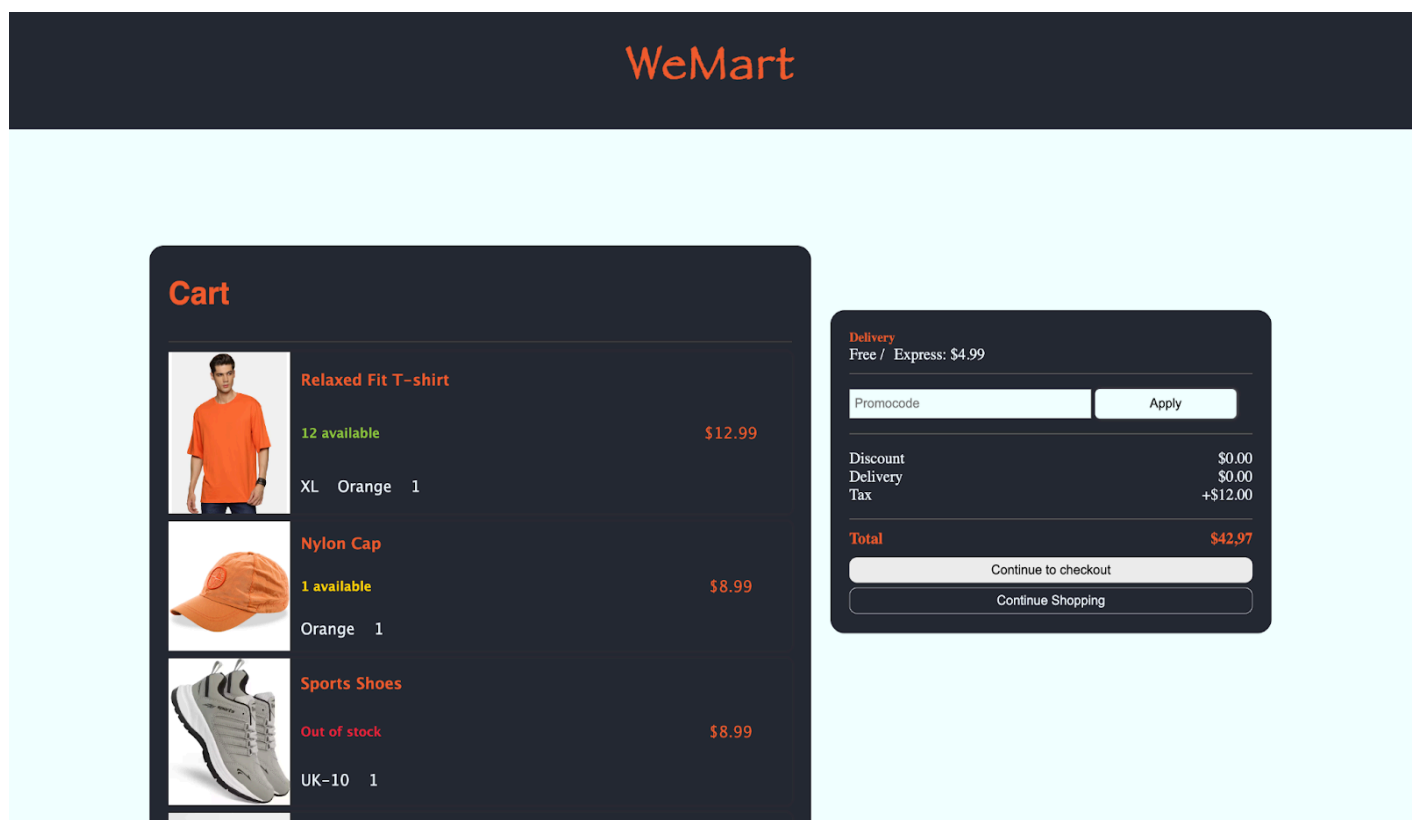 WeMart
Cart
Relaxed Fit T-shirt
12 available
$12.99
XL Orange 1
Nylon Cap
1 available
$8.99
Orange 1
Sports Shoes
Out of stock
$8.99
UK-10 1
Delivery
Free / Express: $4.99
Promocode Apply
Discount $0.00
Delivery $0.00
Tax +$12.00
Total $42,97
Continue to checkout
Continue Shopping